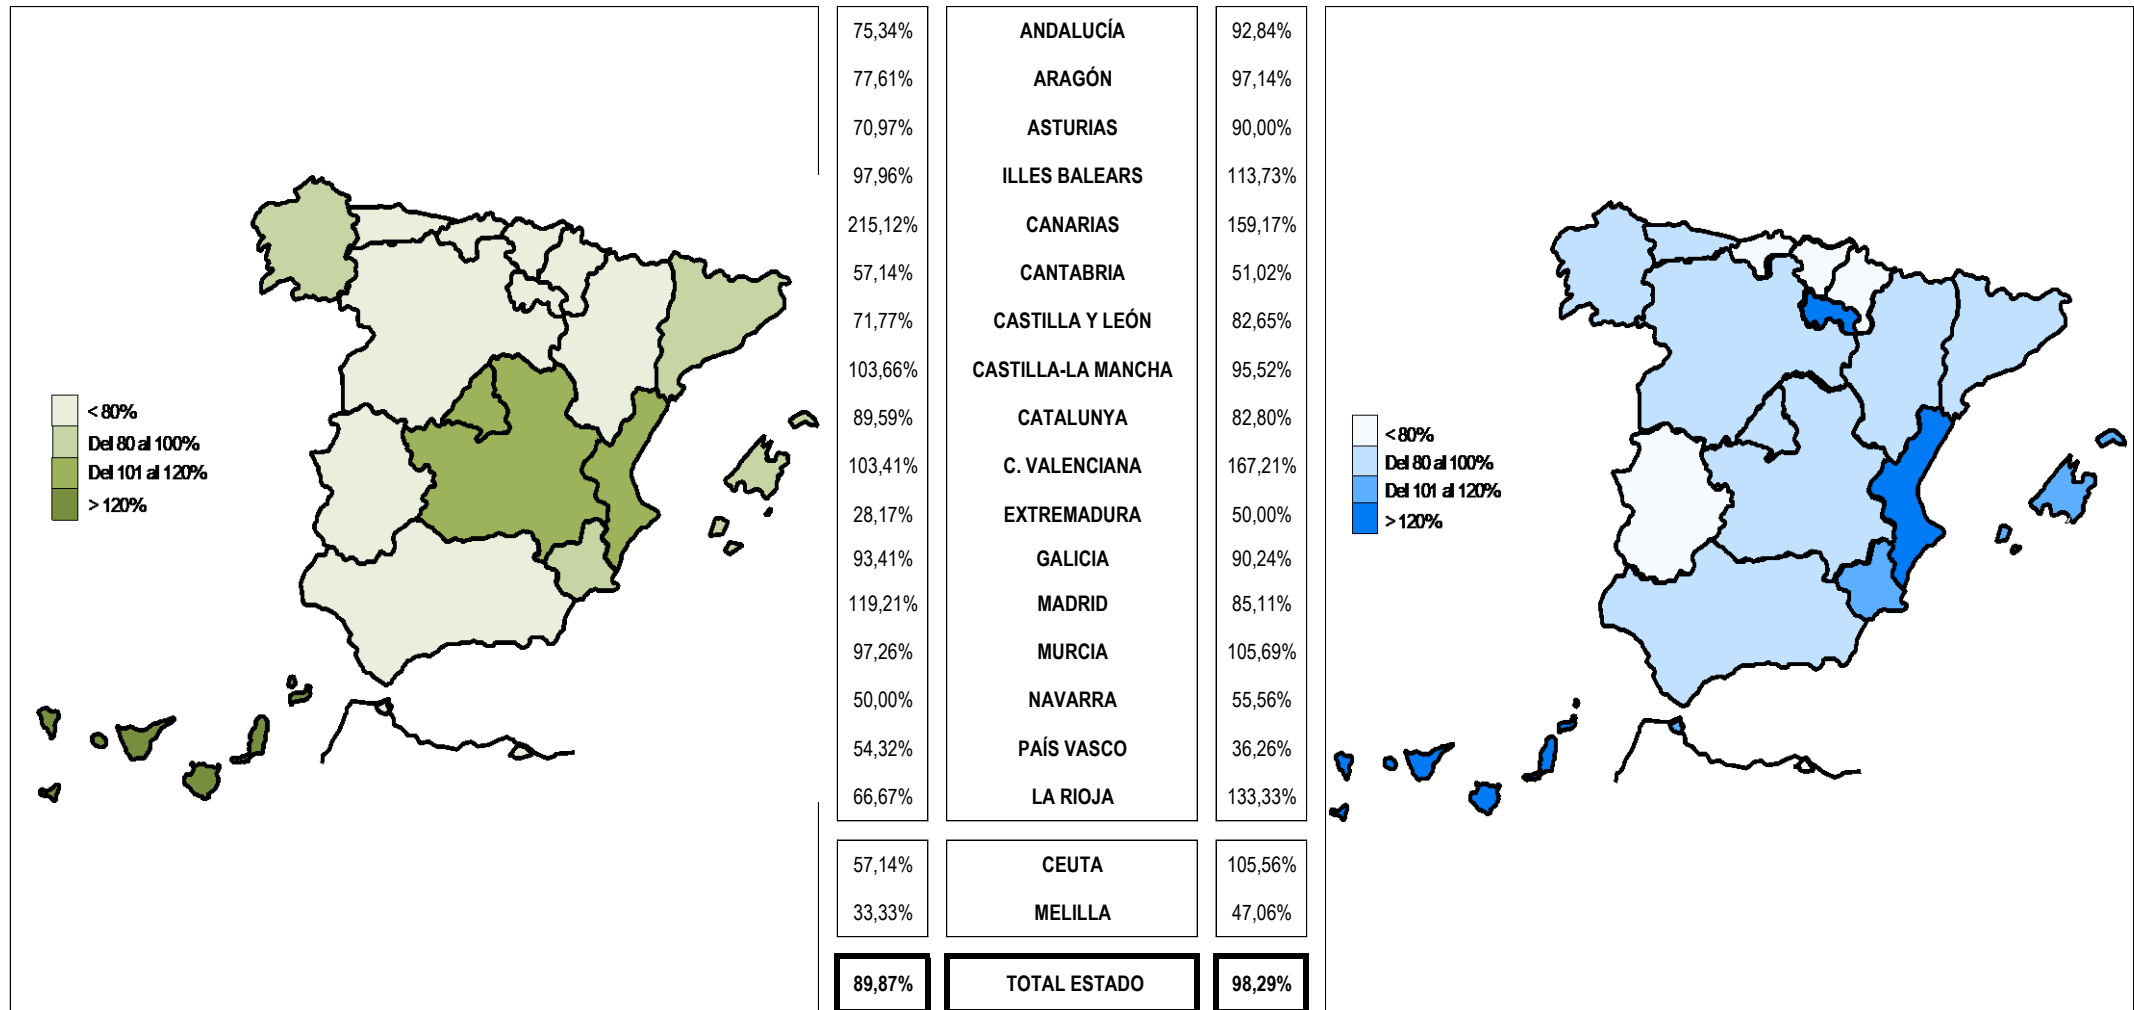 < 80%
Del 80 al 100%
Del 101 al 120%
> 120%
75,34% ANDALUCÍA 92,84%
77,61% ARAGÓN 97,14%
70,97% ASTURIAS 90,00%
97,96% ILLES BALEARS 113,73%
215,12% CANARIAS 159,17%
57,14% CANTABRIA 51,02%
71,77% CASTILLA Y LEÓN 82,65%
103,66% CASTILLA-LA MANCHA 95,52%
89,59% CATALUNYA 82,80%
103,41% C. VALENCIANA 167,21%
28,17% EXTREMADURA 50,00%
93,41% GALICIA 90,24%
119,21% MADRID 85,11%
97,26% MURCIA 105,69%
50,00% NAVARRA 55,56%
54,32% PAÍS VASCO 36,26%
66,67% LA RIOJA 133,33%
57,14% CEUTA 105,56%
33,33% MELILLA 47,06%
89,87% TOTAL ESTADO 98,29%
< 80%
Del 80 al 100%
Del 101 al 120%
> 120%